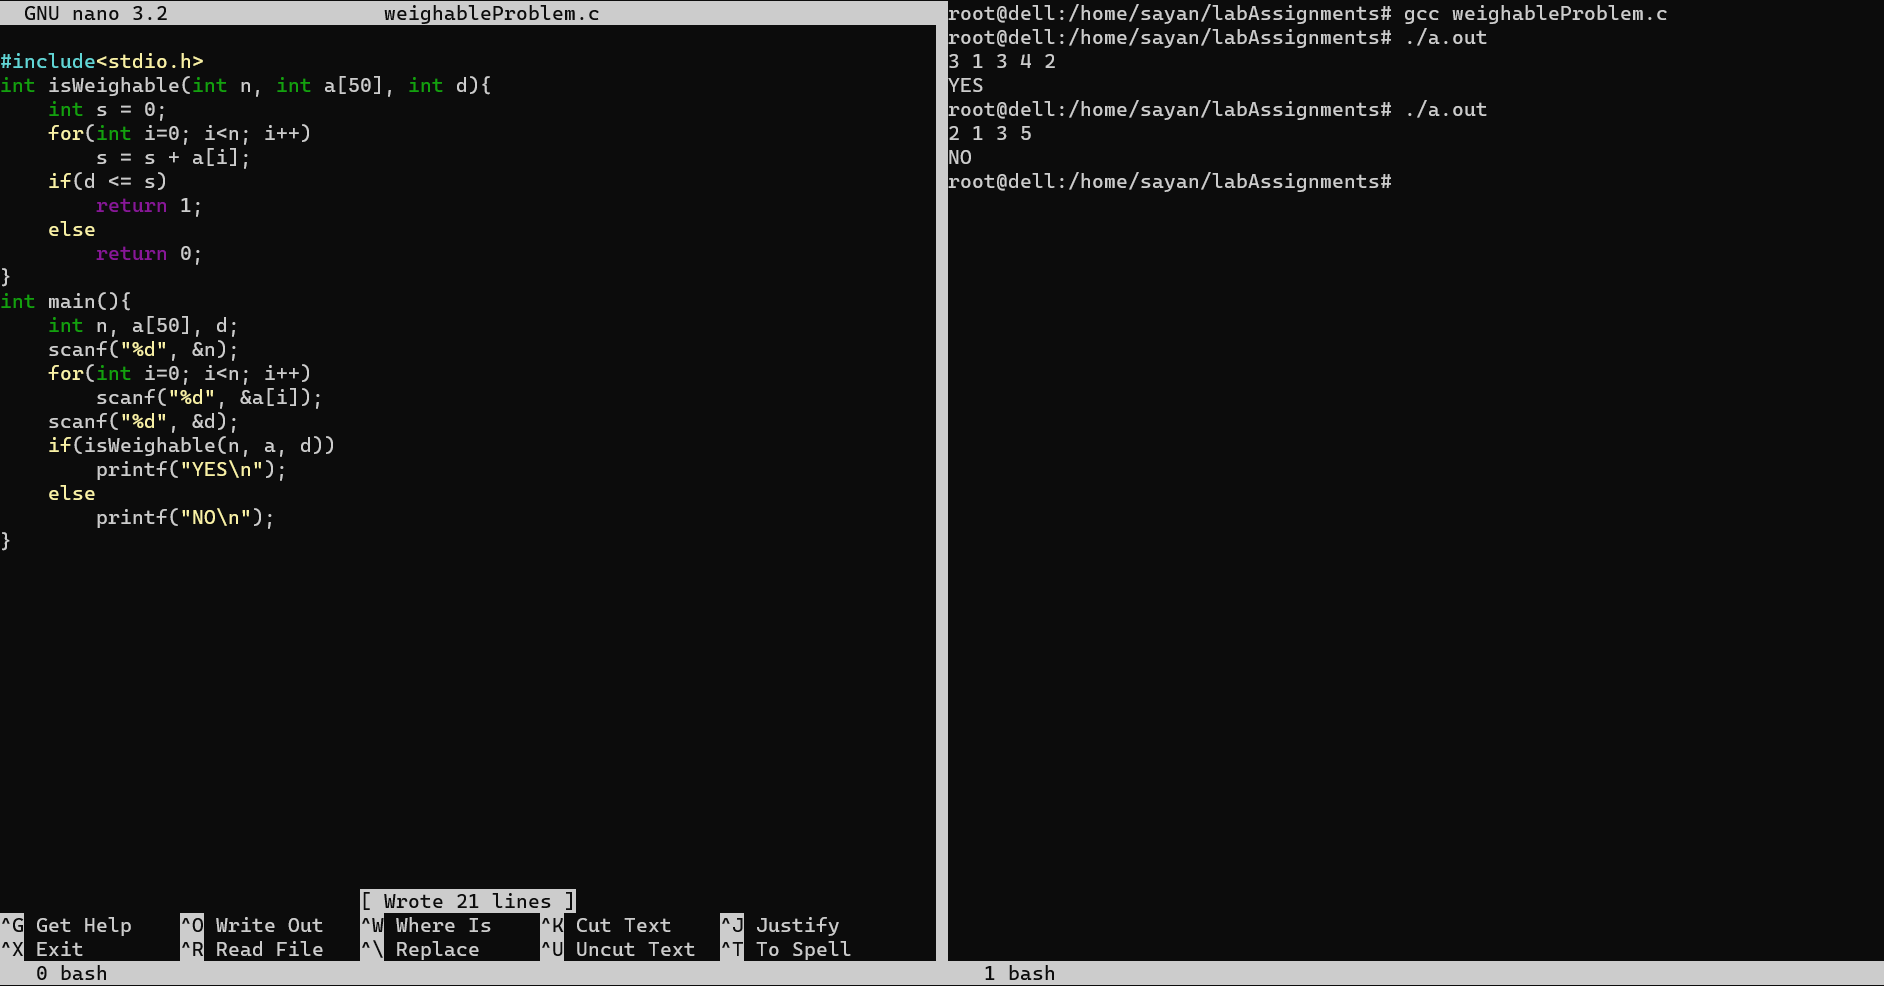 GNU nano 3.2 weighableProblem.c
#include<stdio.h>
int isWeighable(int n, int a[50], int d){
    int s = 0;
    for(int i=0; i<n; i++)
        s = s + a[i];
    if(d <= s)
        return 1;
    else
        return 0;
}
int main(){
    int n, a[50], d;
    scanf("%d", &n);
    for(int i=0; i<n; i++)
        scanf("%d", &a[i]);
    scanf("%d", &d);
    if(isWeighable(n, a, d))
        printf("YES\n");
    else
        printf("NO\n");
}
[ Wrote 21 lines ]
^G Get Help ^O Write Out ^W Where Is ^K Cut Text ^J Justify
^X Exit ^R Read File ^\ Replace ^U Uncut Text ^T To Spell
0 bash
root@dell:/home/sayan/labAssignments# gcc weighableProblem.c
root@dell:/home/sayan/labAssignments# ./a.out
3 1 3 4 2
YES
root@dell:/home/sayan/labAssignments# ./a.out
2 1 3 5
NO
root@dell:/home/sayan/labAssignments#
1 bash